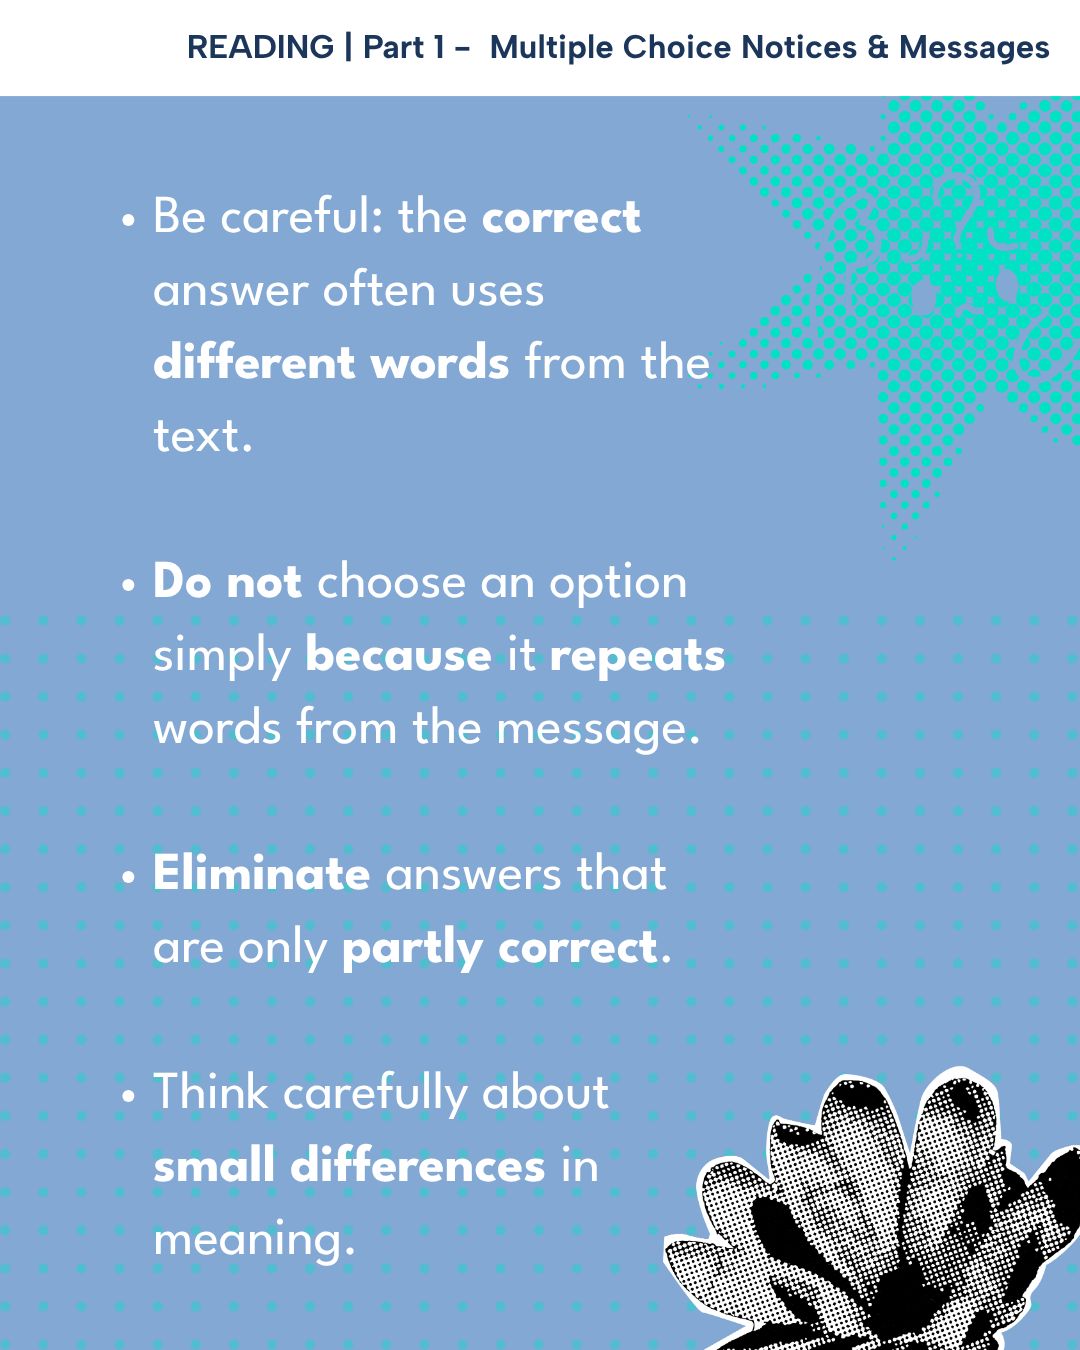 READING | Part 1 – Multiple Choice Notices & Messages
• Be careful: the correct
answer often uses
different words from the
text.
• Do not choose an option
simply because it repeats
words from the message.
• Eliminate answers that
are only partly correct.
• Think carefully about
small differences in
meaning.